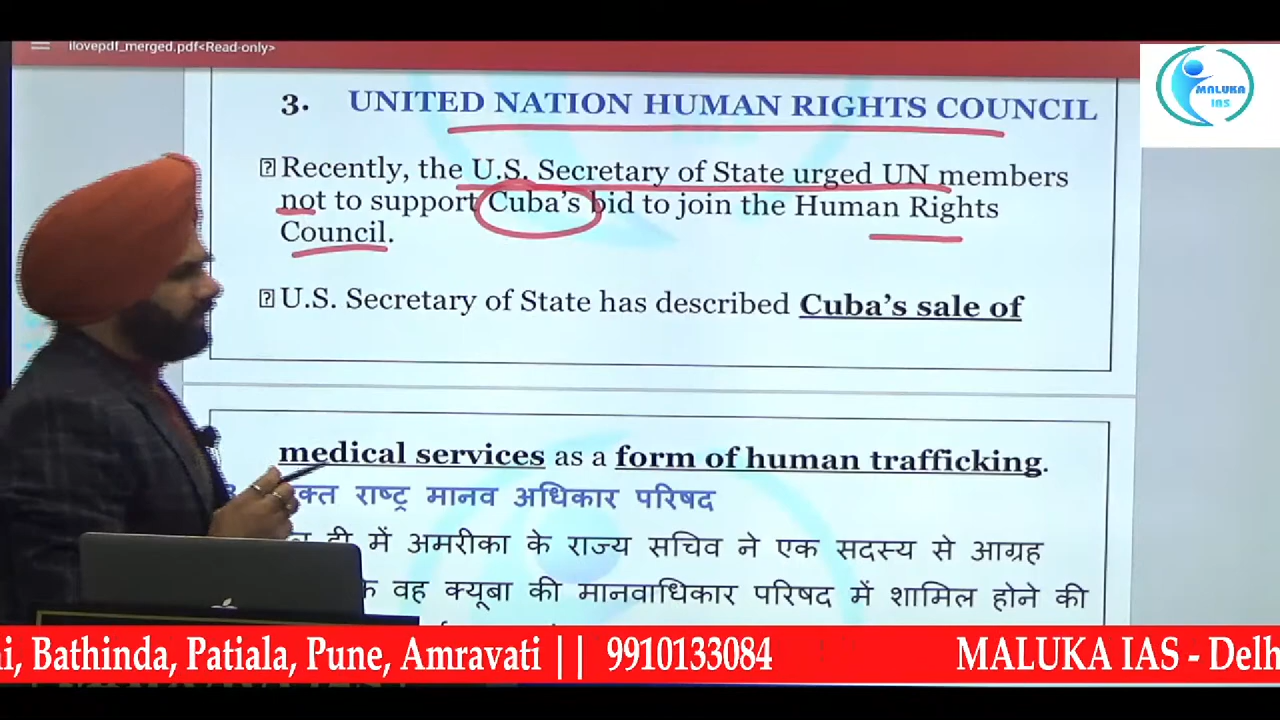 ilovepdf_merged.pdf<Read-only>
MALUKA
IAS
3. UNITED NATION HUMAN RIGHTS COUNCIL
Recently, the U.S. Secretary of State urged UN members
not to support Cuba's bid to join the Human Rights
Council.
U.S. Secretary of State has described Cuba's sale of
medical services as a form of human trafficking.
राष्ट्र मानव अधिकार परिषद
में अमरीका के राज्य सचिव ने एक सदस्य से आग्रह
वह क्यूबा की मानवाधिकार परिषद में शामिल होने की
Bathinda, Patiala, Pune, Amravati || 9910133084 MALUKA IAS - Delh